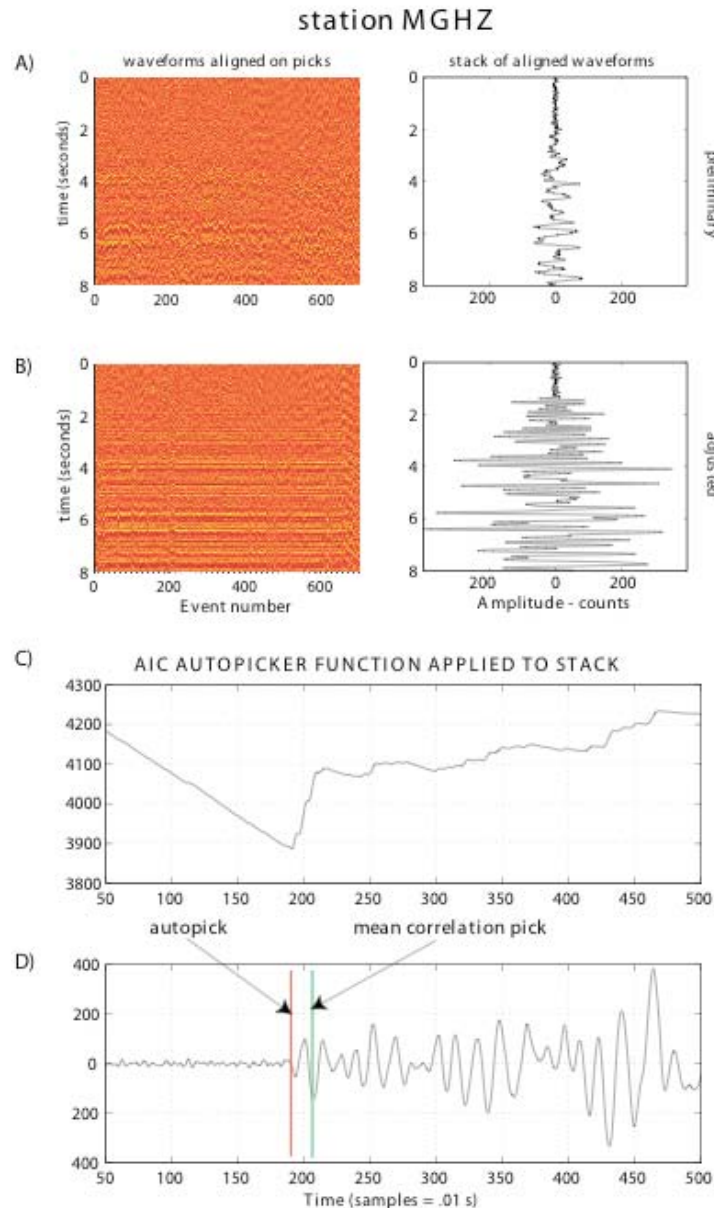 station MGHZ
A)
waveforms aligned on picks
stack of aligned waveforms
0
2
4
6
8
time (seconds)
0 200 400 600
0
2
4
6
8
200 0 200
preliminary
B)
0
2
4
6
8
time (seconds)
0 200 400 600
Event number
0
2
4
6
8
200 0 200
Amplitude - counts
adjusted
C)
AIC AUTOPICKER FUNCTION APPLIED TO STACK
4300
4200
4100
4000
3900
3800
50 100 150 200 250 300 350 400 450 500
autopick
mean correlation pick
D)
400
200
0
200
400
50 100 150 200 250 300 350 400 450 500
Time (samples = .01 s)